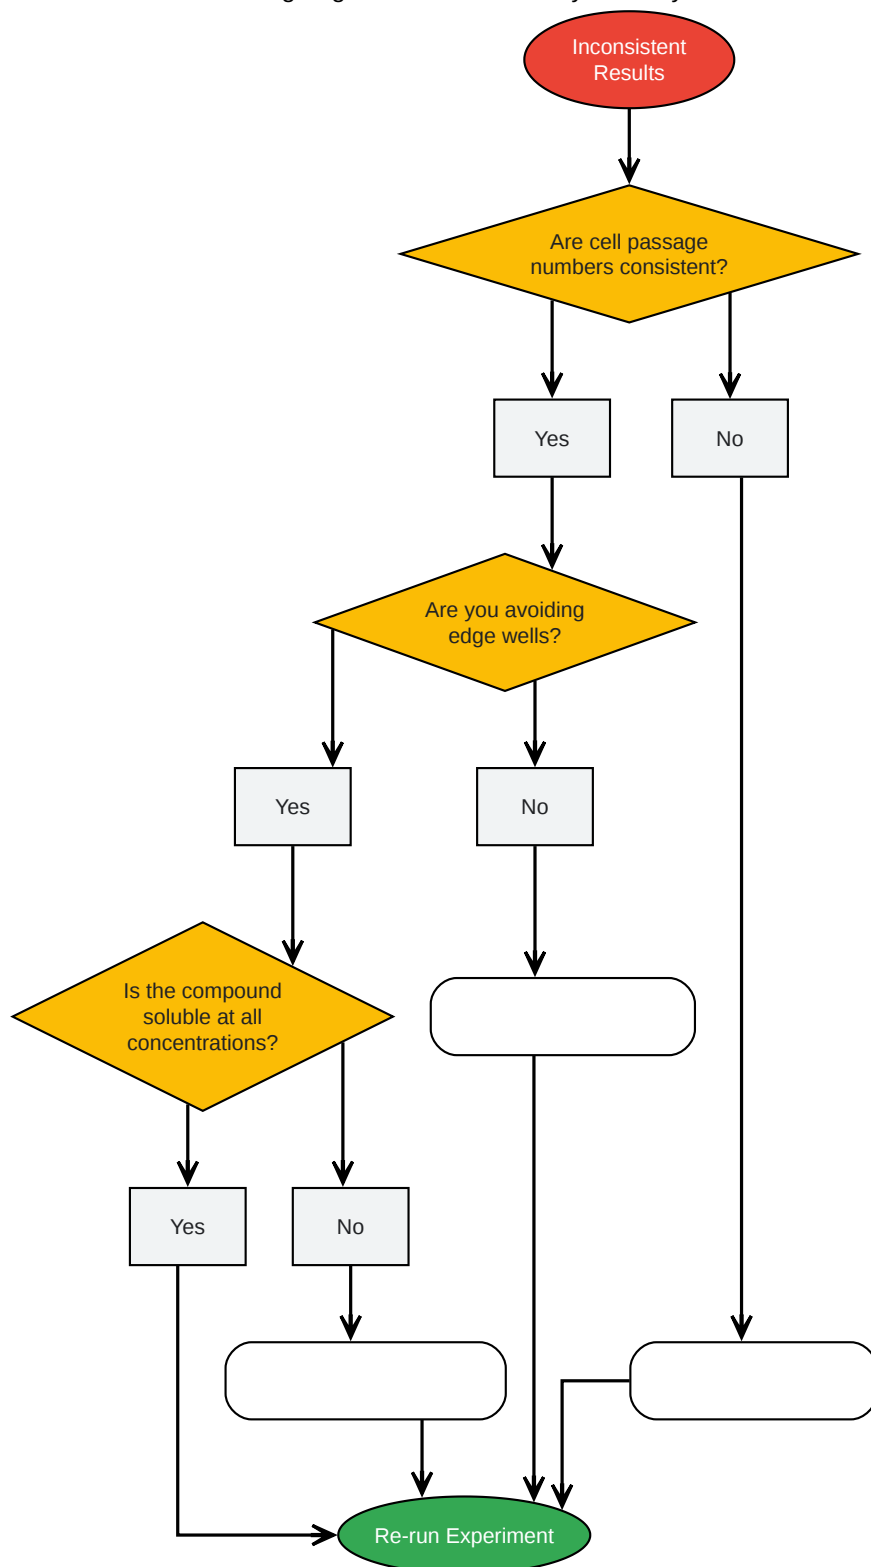 Inconsistent
Results
Are cell passage
numbers consistent?
Yes
No
Are you avoiding
edge wells?
Yes
No
Is the compound
soluble at all
concentrations?
Yes
No
Re-run Experiment